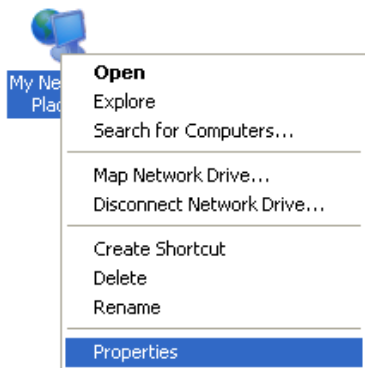 My Ne
Plac
Open
Explore
Search for Computers...
Map Network Drive...
Disconnect Network Drive...
Create Shortcut
Delete
Rename
Properties